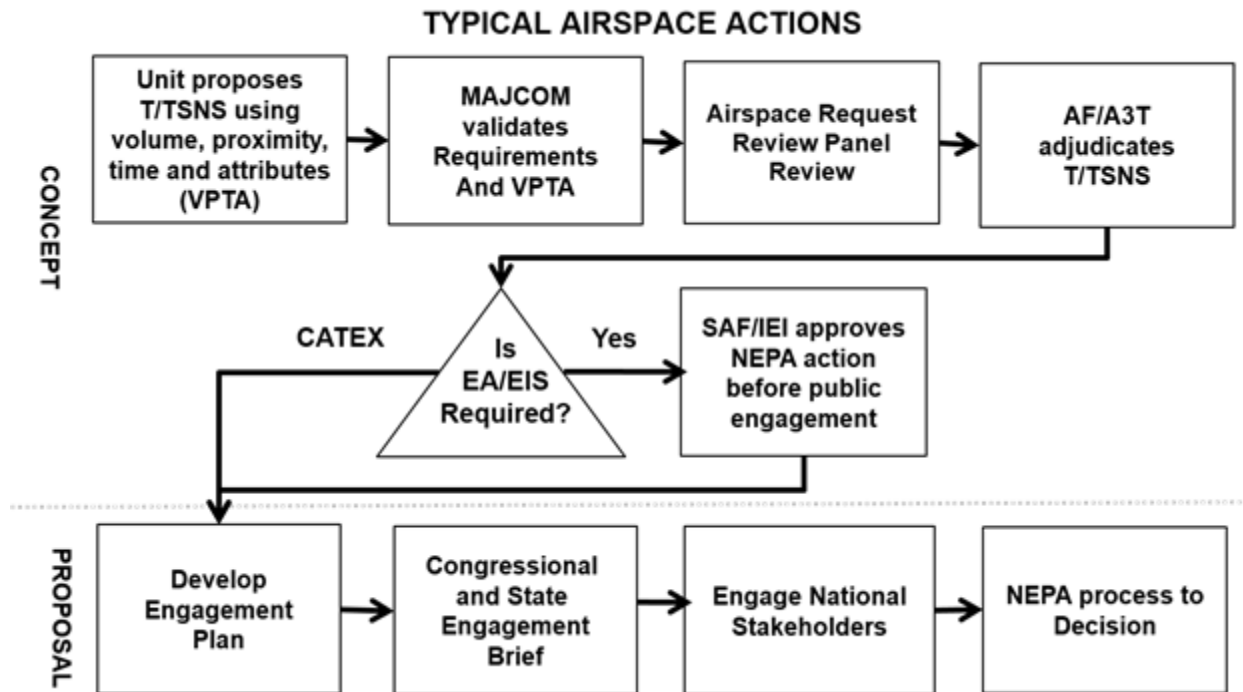 TYPICAL AIRSPACE ACTIONS
CONCEPT
Unit proposes
T/TSNS using
volume, proximity,
time and attributes
(VPTA)
MAJCOM
validates
Requirements
And VPTA
Airspace Request
Review Panel
Review
AF/A3T
adjudicates
T/TSNS
CATEX
Is
EA/EIS
Required?
Yes
SAF/IEI approves
NEPA action
before public
engagement
PROPOSAL
Develop
Engagement
Plan
Congressional
and State
Engagement
Brief
Engage National
Stakeholders
NEPA process to
Decision